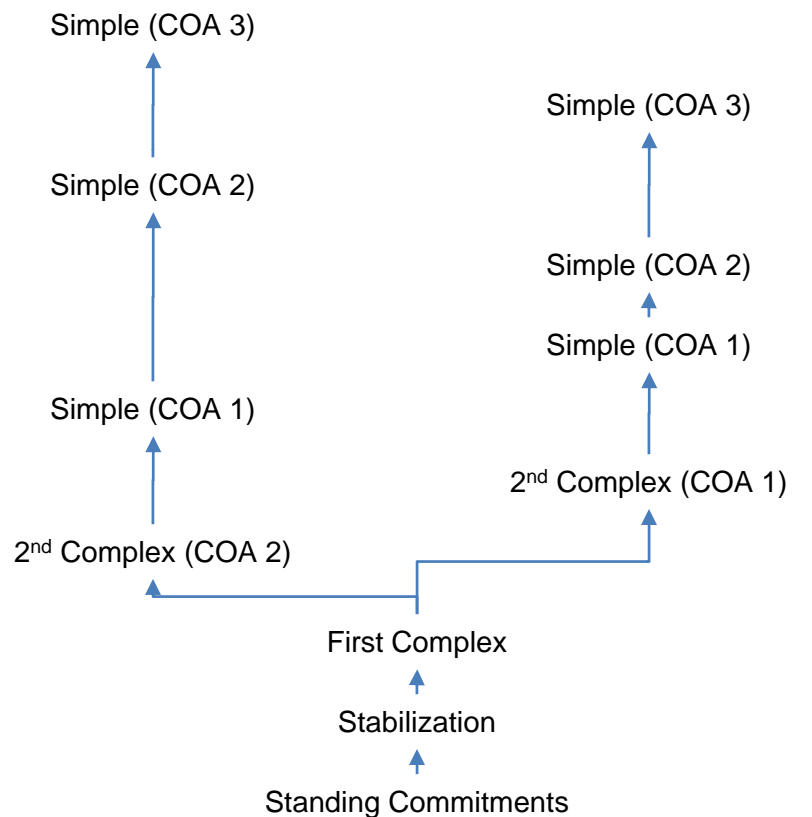 Simple (COA 3)
Simple (COA 3)
Simple (COA 2)
Simple (COA 2)
Simple (COA 1)
Simple (COA 1)
2nd Complex (COA 1)
2nd Complex (COA 2)
First Complex
Stabilization
Standing Commitments